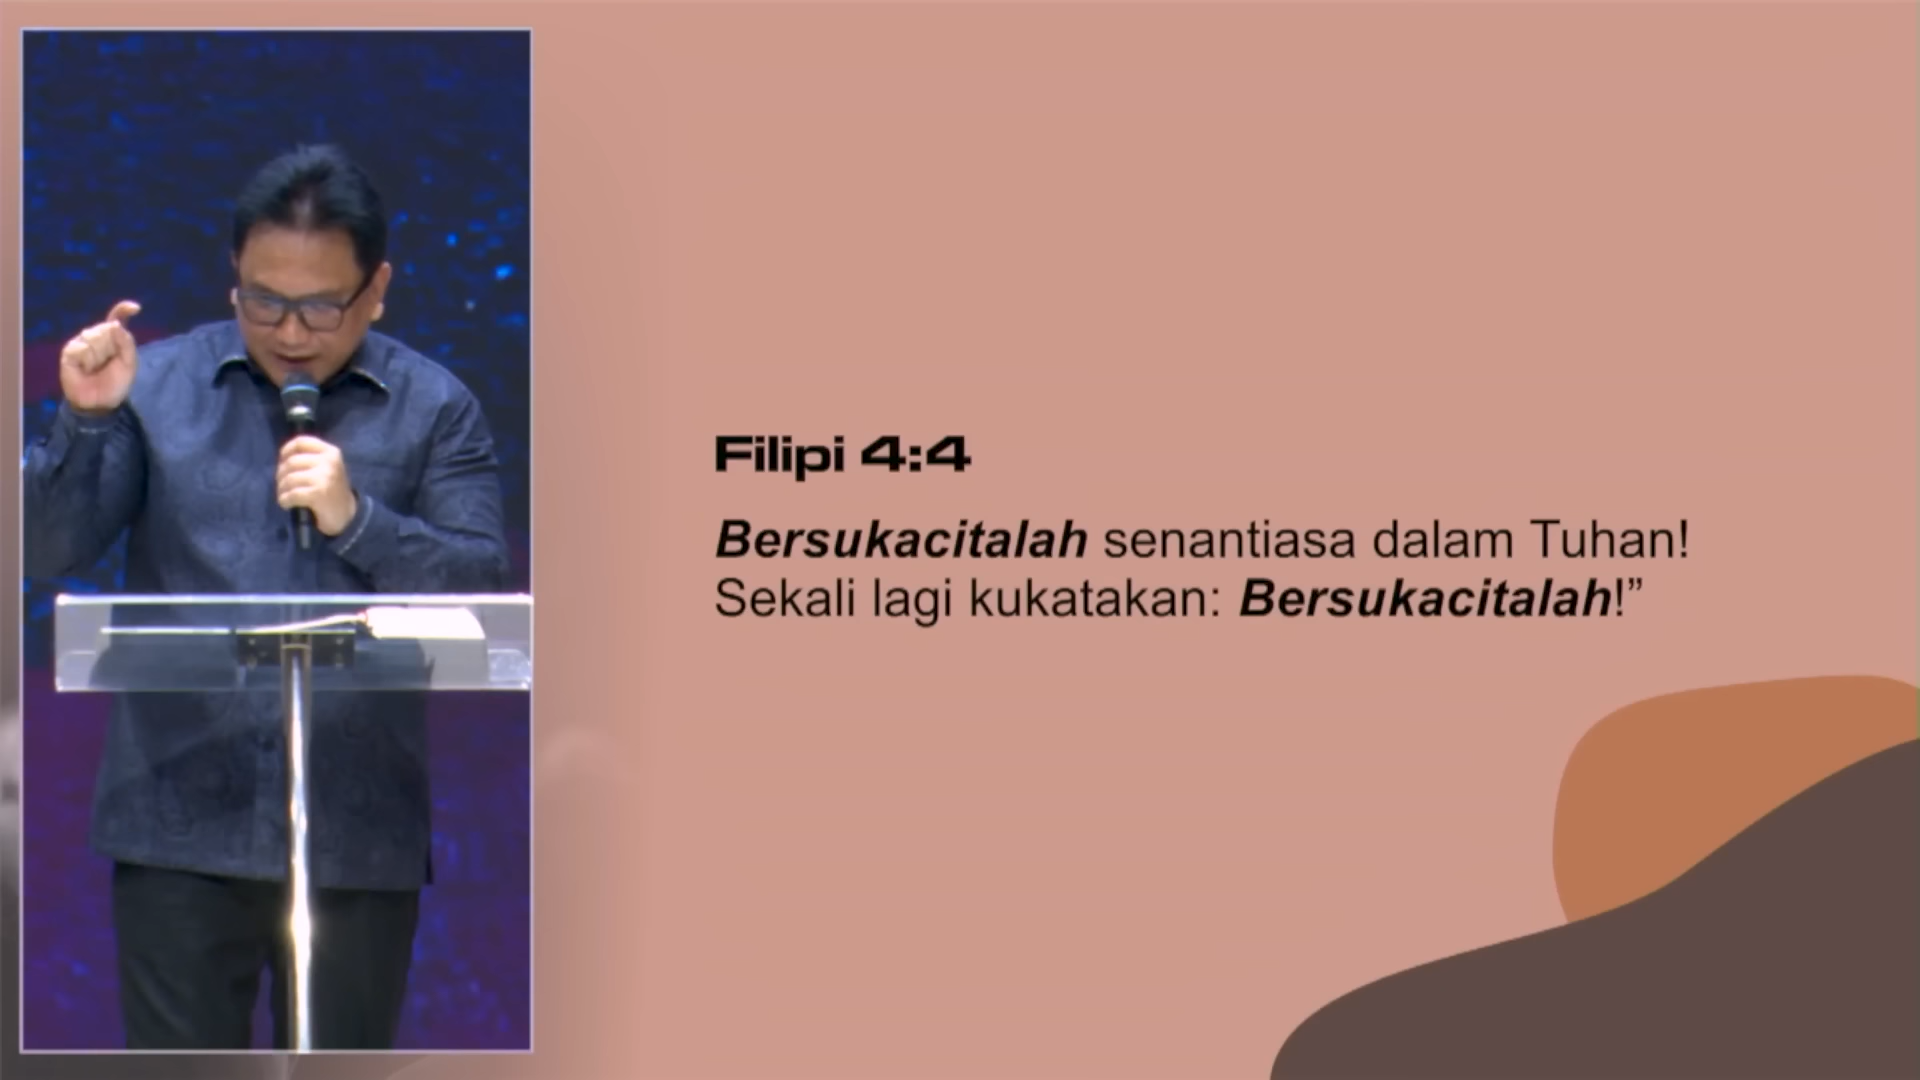 Filipi 4:4
Bersukacitalah senantiasa dalam Tuhan!
Sekali lagi kukatakan: Bersukacitalah!”